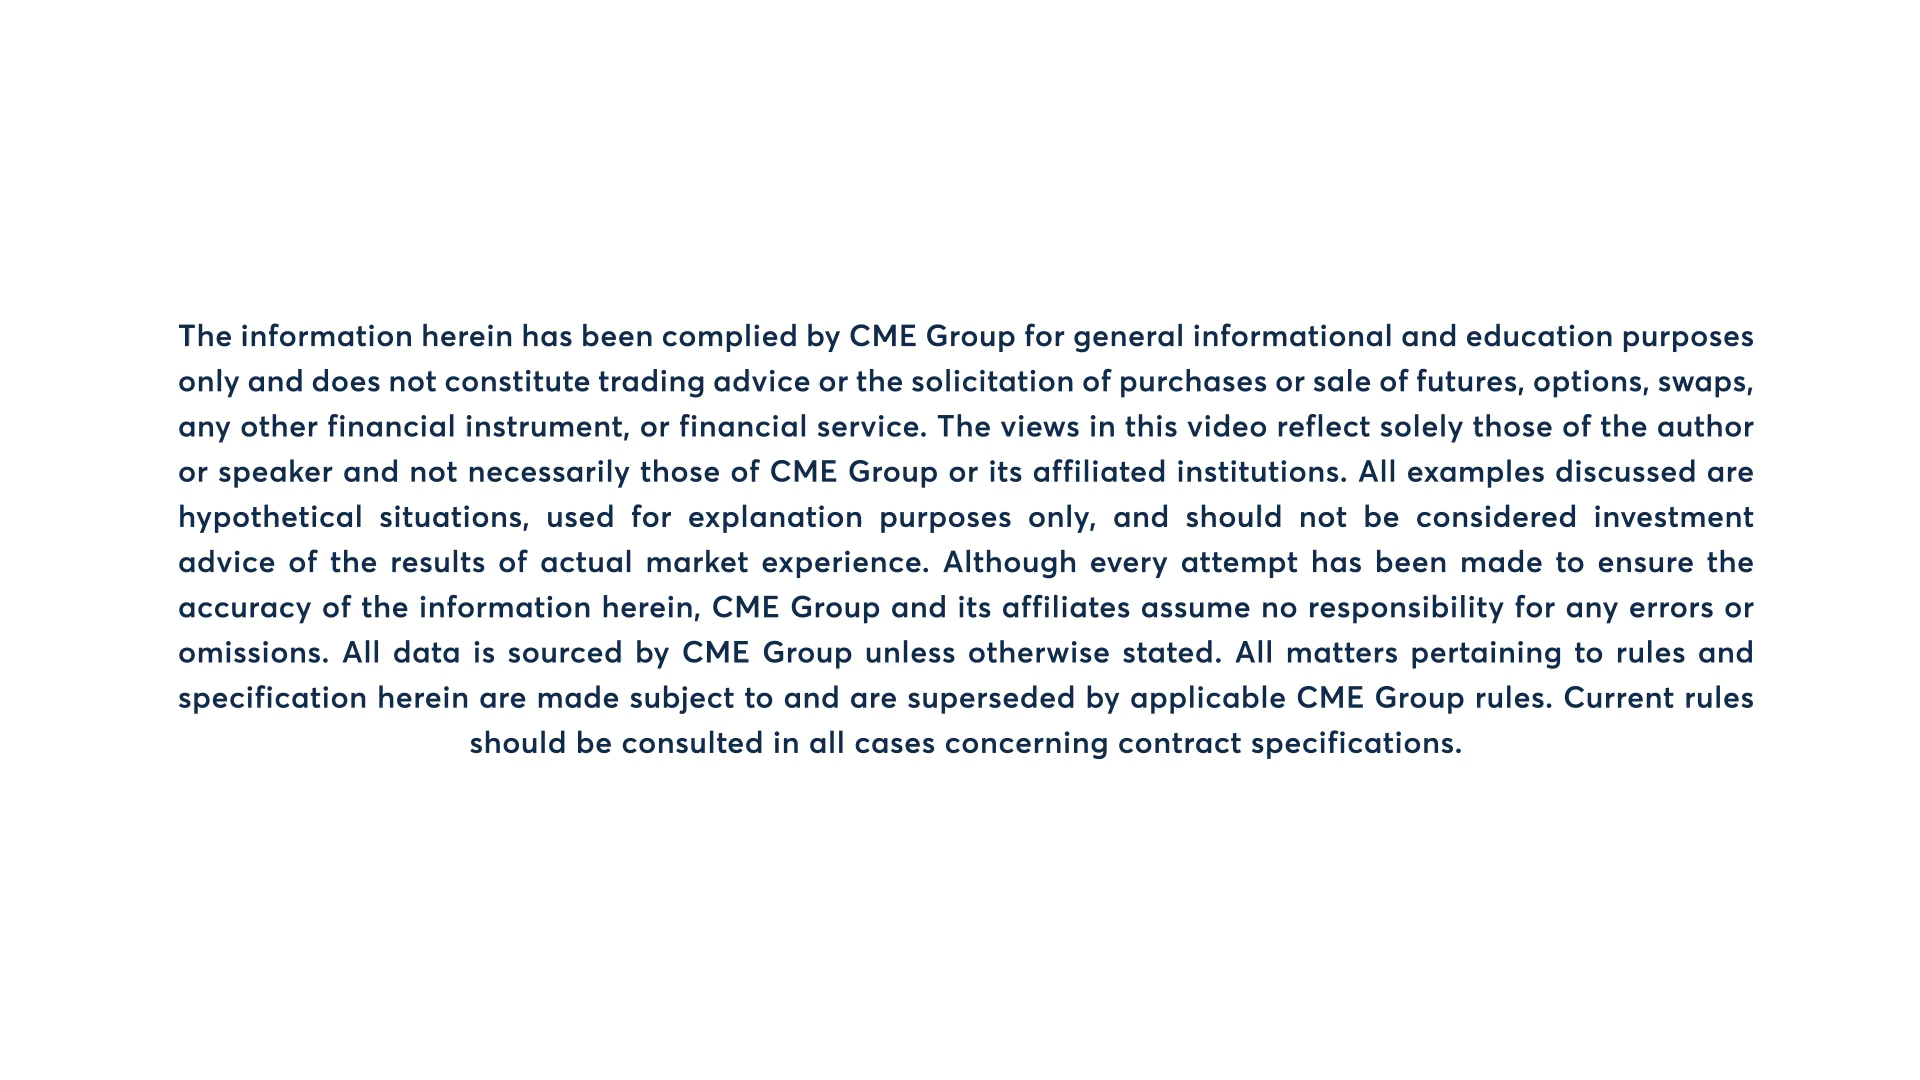 The information herein has been complied by CME Group for general informational and education purposes
only and does not constitute trading advice or the solicitation of purchases or sale of futures, options, swaps,
any other financial instrument, or financial service. The views in this video reflect solely those of the author
or speaker and not necessarily those of CME Group or its affiliated institutions. All examples discussed are
hypothetical situations, used for explanation purposes only, and should not be considered investment
advice of the results of actual market experience. Although every attempt has been made to ensure the
accuracy of the information herein, CME Group and its affiliates assume no responsibility for any errors or
omissions. All data is sourced by CME Group unless otherwise stated. All matters pertaining to rules and
specification herein are made subject to and are superseded by applicable CME Group rules. Current rules
should be consulted in all cases concerning contract specifications.